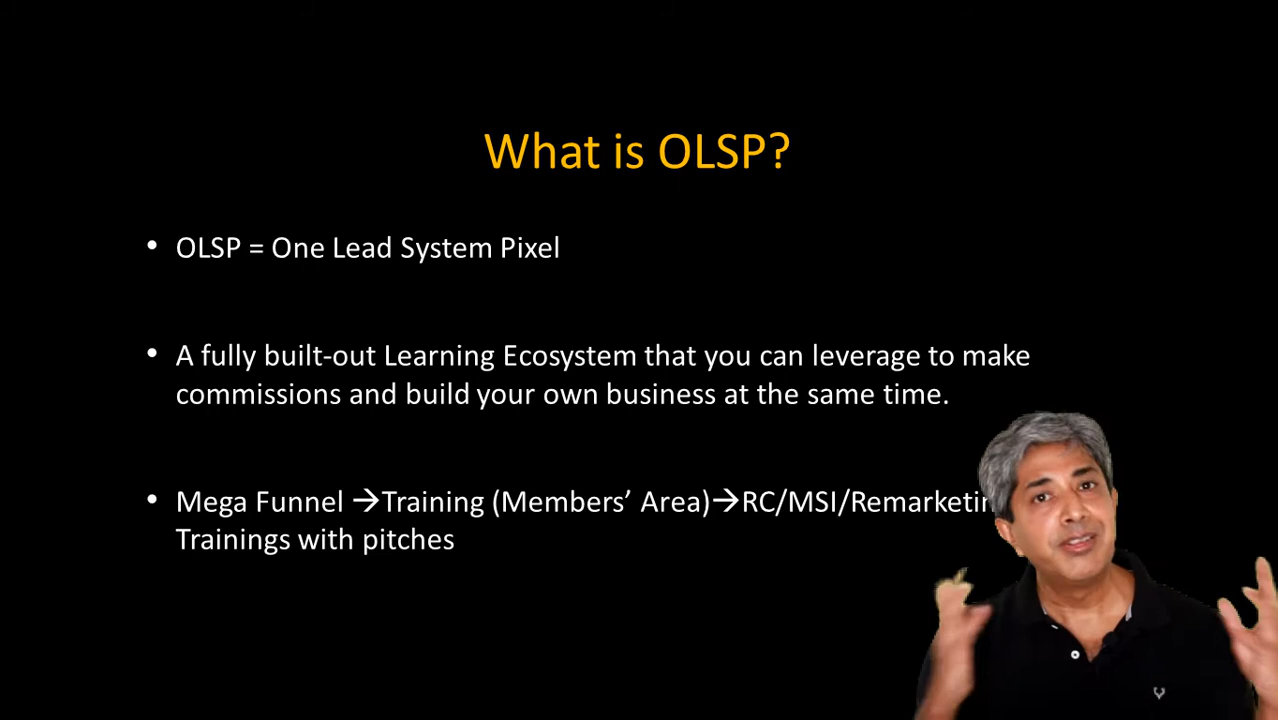 What is OLSP?
• OLSP = One Lead System Pixel
• A fully built-out Learning Ecosystem that you can leverage to make
commissions and build your own business at the same time.
• Mega Funnel →Training (Members’ Area)→RC/MSI/
Trainings with pitches